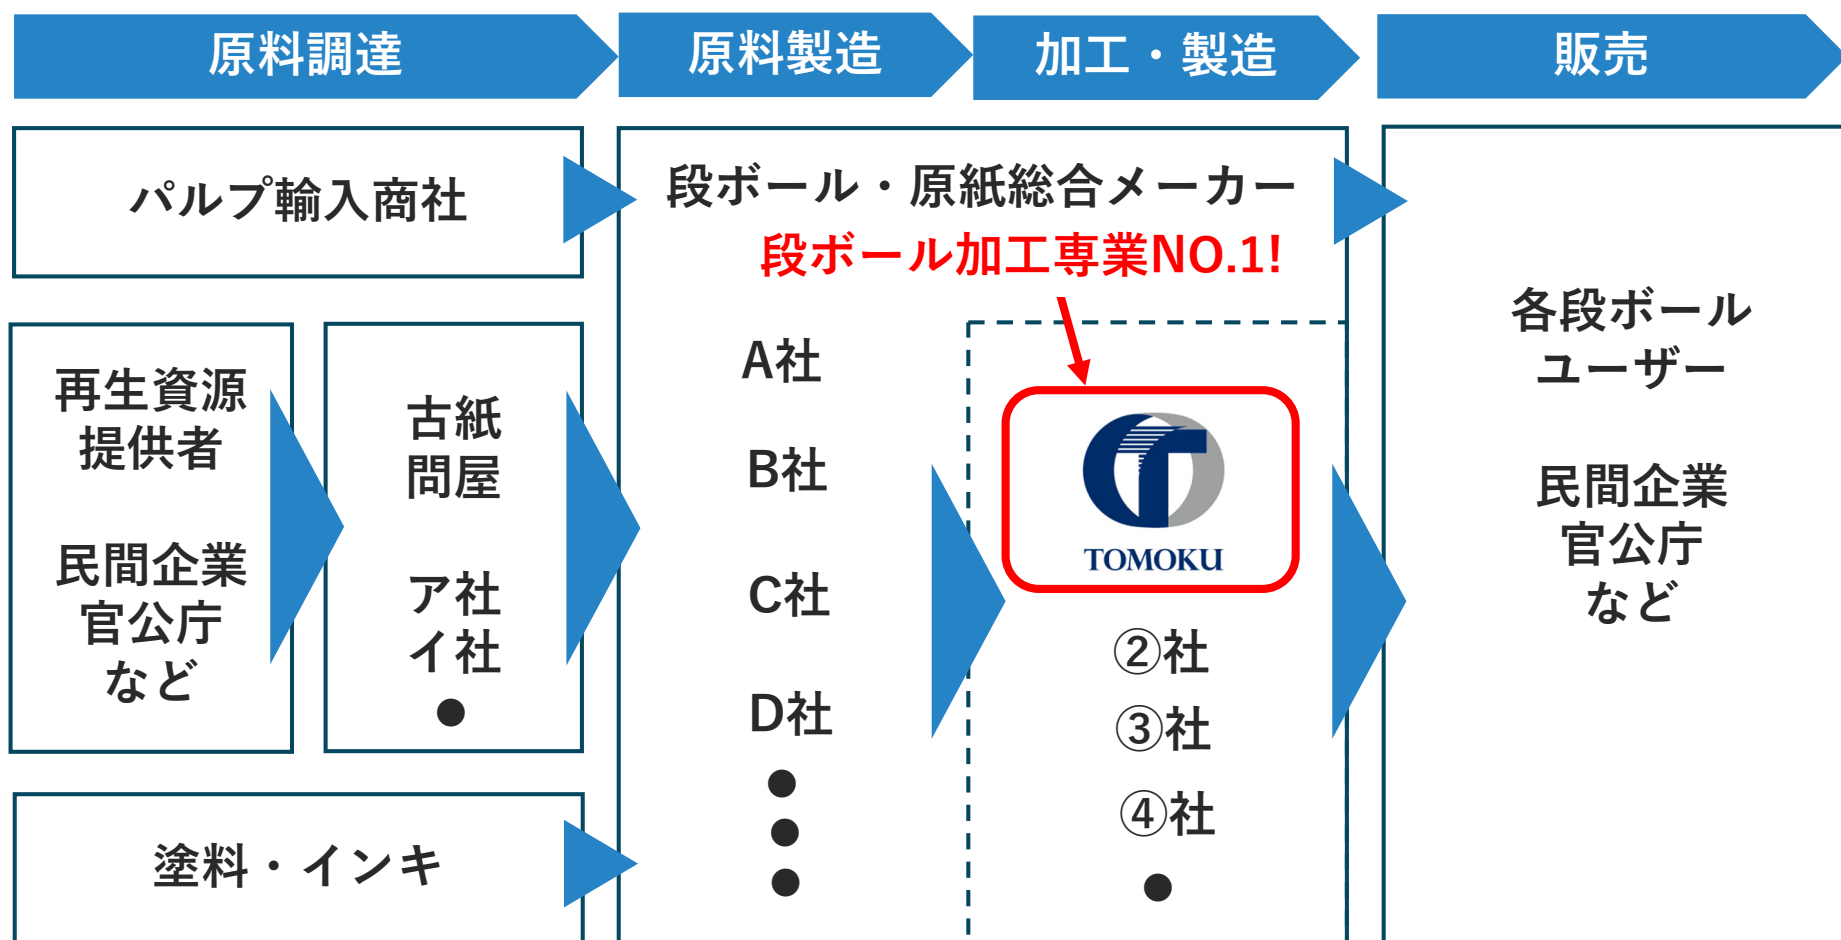 原料調達
原料製造
加工・製造
販売
パルプ輸入商社
再生資源
提供者
民間企業
官公庁
など
古紙
問屋
ア社
イ社
●
塗料・インキ
段ボール・原紙総合メーカー
段ボール加工専業NO.1!
A社
B社
C社
D社
●
●
●
TOMOKU
②社
③社
④社
●
各段ボール
ユーザー
民間企業
官公庁
など